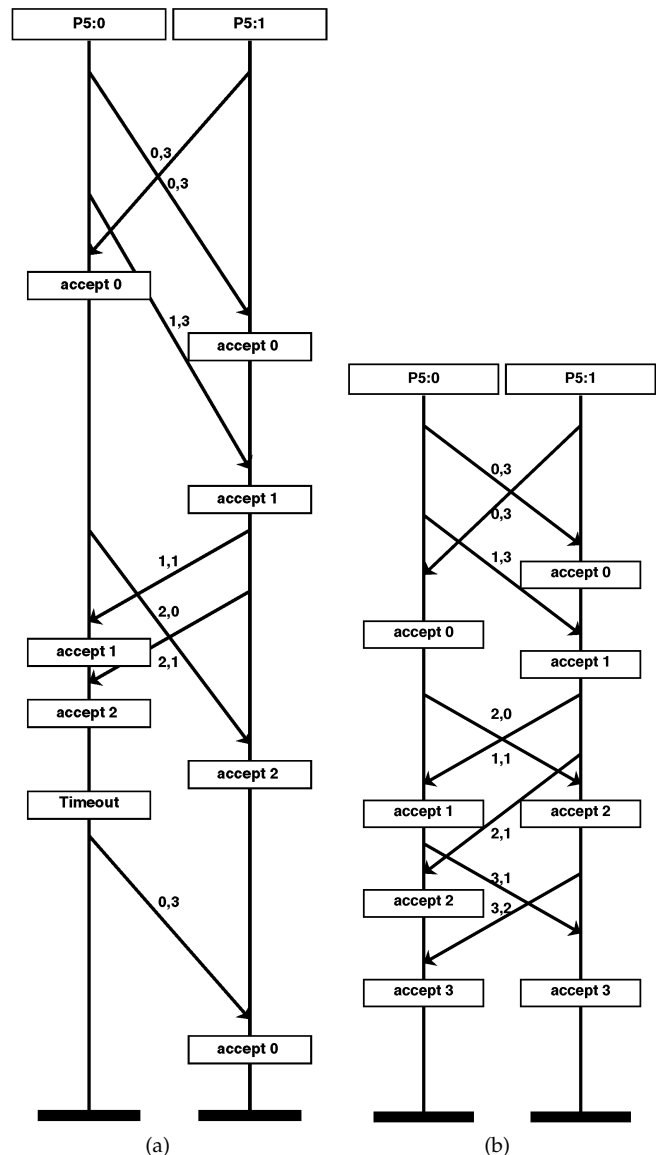 P5:0 P5:1
0,3
0,3
accept 0
1,3
accept 0
accept 1
1,1
2,0
accept 1
2,1
accept 2
accept 2
Timeout
0,3
accept 0
(a)
P5:0 P5:1
0,3
0,3
1,3
accept 0
accept 0
accept 1
2,0
1,1
accept 1 accept 2
2,1
3,1
accept 2
3,2
accept 3 accept 3
(b)